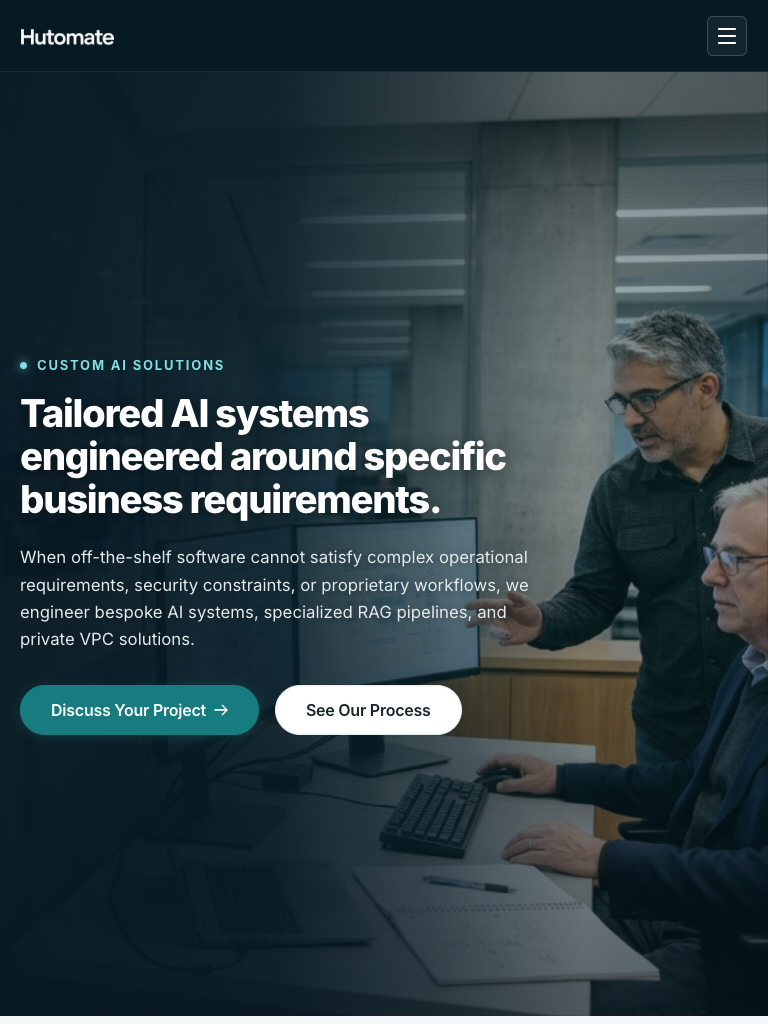 Hutomate
CUSTOM AI SOLUTIONS
Tailored AI systems
engineered around specific
business requirements.
When off-the-shelf software cannot satisfy complex operational
requirements, security constraints, or proprietary workflows, we
engineer bespoke AI systems, specialized RAG pipelines, and
private VPC solutions.
Discuss Your Project →
See Our Process